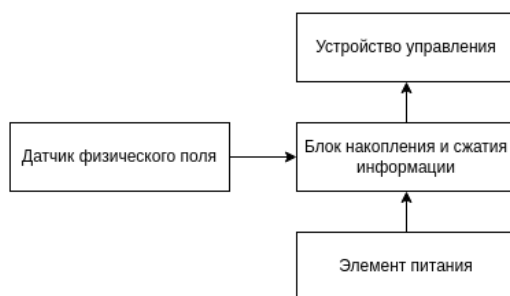 Устройство управления
Датчик физического поля
Блок накопления и сжатия
информации
Элемент питания